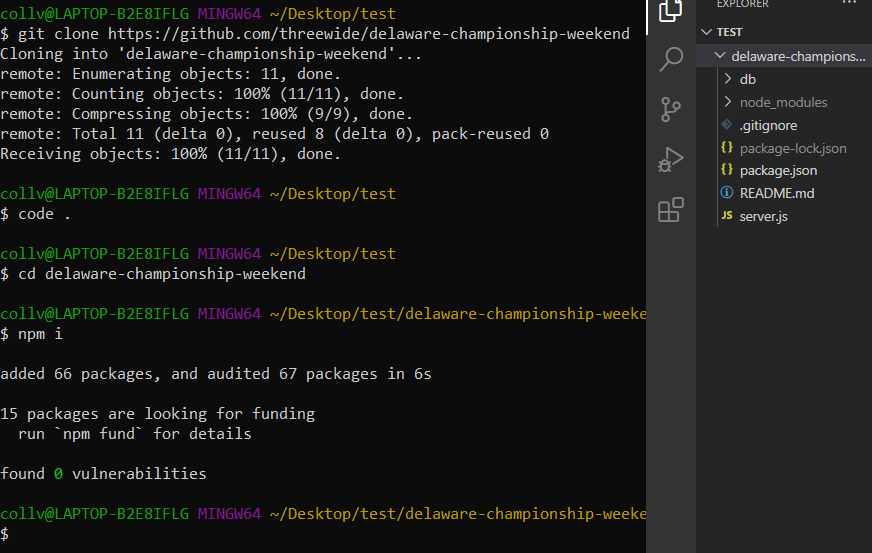 collv@LAPTOP-B2E8IFLG MINGW64 ~/Desktop/test
$ git clone https://github.com/threewide/delaware-championship-weekend
Cloning into 'delaware-championship-weekend'...
remote: Enumerating objects: 11, done.
remote: Counting objects: 100% (11/11), done.
remote: Compressing objects: 100% (9/9), done.
remote: Total 11 (delta 0), reused 8 (delta 0), pack-reused 0
Receiving objects: 100% (11/11), done.
collv@LAPTOP-B2E8IFLG MINGW64 ~/Desktop/test
$ code .
collv@LAPTOP-B2E8IFLG MINGW64 ~/Desktop/test
$ cd delaware-championship-weekend
collv@LAPTOP-B2E8IFLG MINGW64 ~/Desktop/test/delaware-championship-weeke
$ npm i
added 66 packages, and audited 67 packages in 6s
15 packages are looking for funding
run `npm fund` for details
found 0 vulnerabilities
collv@LAPTOP-B2E8IFLG MINGW64 ~/Desktop/test/delaware-championship-weeke
$
EXPLORER ...
TEST
delaware-champions...
db
node_modules
.gitignore
{} package-lock.json
{} package.json
README.md
JS server.js